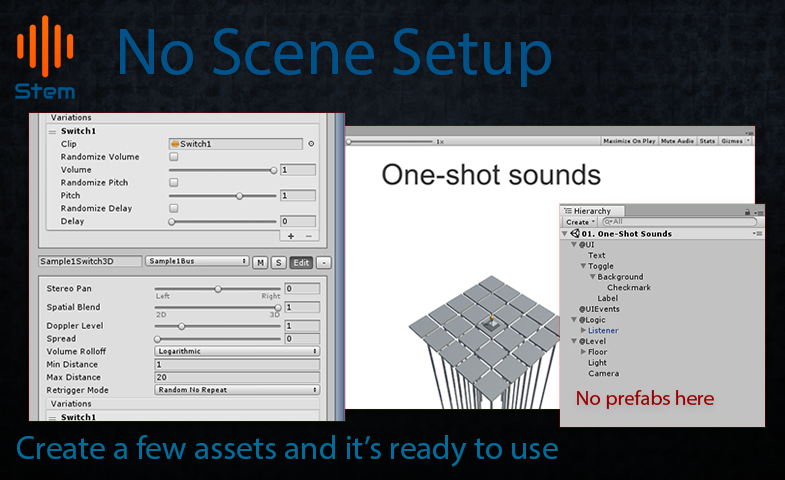 Stem
No Scene Setup
Variations
Switch1
Clip Switch1
Randomize Volume
Volume 1
Randomize Pitch
Pitch 1
Randomize Delay
Delay 0
+ −
Sample1Switch3D Sample1Bus M S Edit -
Stereo Pan 0
Left Right
Spatial Blend 1
2D 3D
Doppler Level 1
Spread 0
Volume Rolloff Logarithmic
Min Distance 1
Max Distance 20
Retrigger Mode Random No Repeat
Variations
Switch1
1x Maximize On Play Mute Audio Stats Gizmos
One-shot sounds
Hierarchy
Create All
01. One-Shot Sounds
@UI
Text
Toggle
Background
Checkmark
Label
@UIEvents
@Logic
Listener
@Level
Floor
Light
Camera
No prefabs here
Create a few assets and it's ready to use